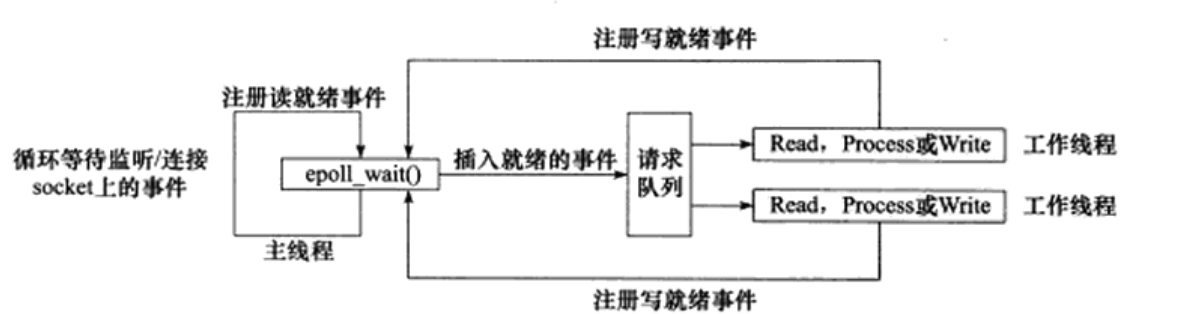 注册写就绪事件
注册读就绪事件
循环等待监听/连接
socket上的事件
epoll_wait()
插入就绪的事件
请求
队列
Read，Process或Write
工作线程
Read，Process或Write
工作线程
主线程
注册写就绪事件